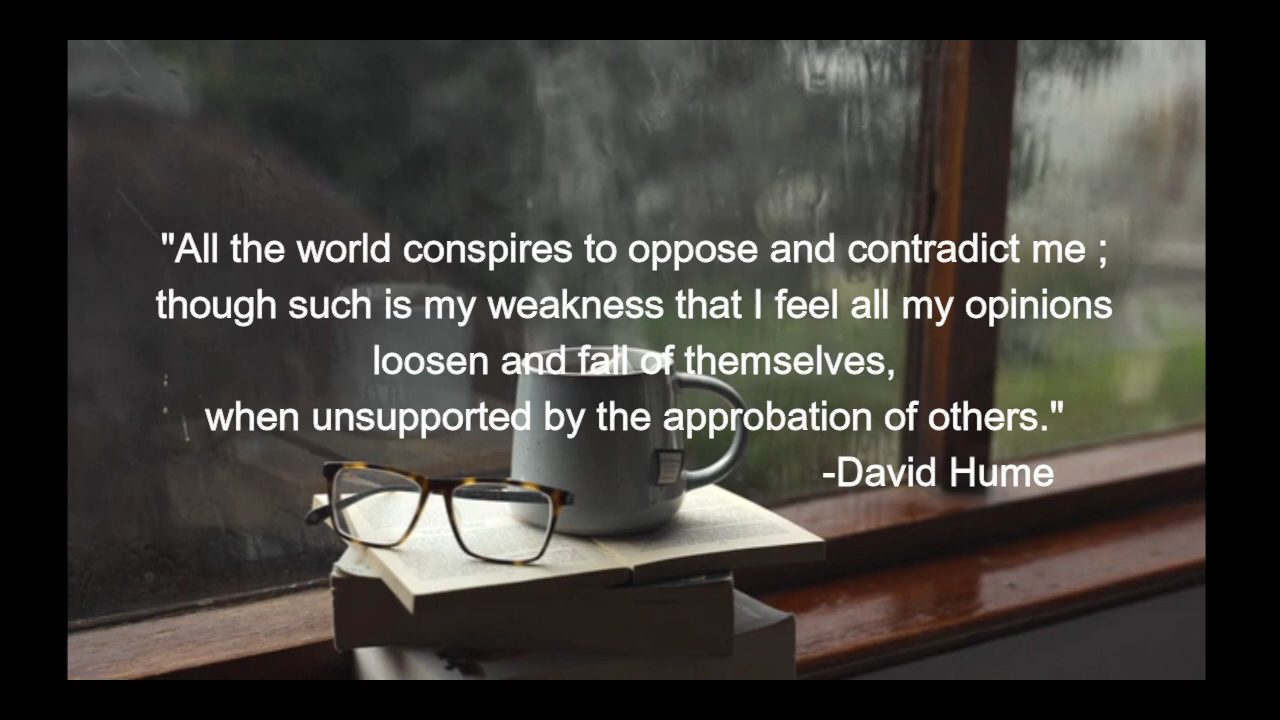 "All the world conspires to oppose and contradict me ;
though such is my weakness that I feel all my opinions
loosen and fall of themselves,
when unsupported by the approbation of others."
-David Hume